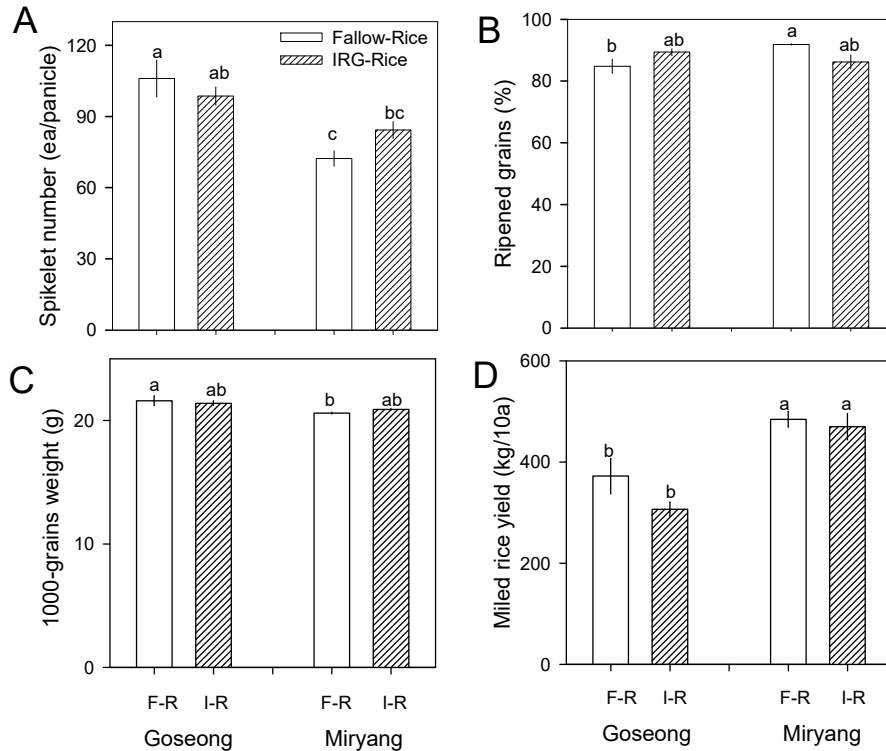 A
Spikelet number (ea/panicle)
120
90
60
30
0
a
ab
c
bc
Fallow-Rice
IRG-Rice
B
Ripened grains (%)
100
80
60
40
20
0
b
ab
a
ab
C
1000-grains weight (g)
20
10
0
a
ab
b
ab
F-R
I-R
F-R
I-R
Goseong
Miryang
D
Miled rice yield (kg/10a)
600
400
200
0
b
b
a
a
F-R
I-R
F-R
I-R
Goseong
Miryang